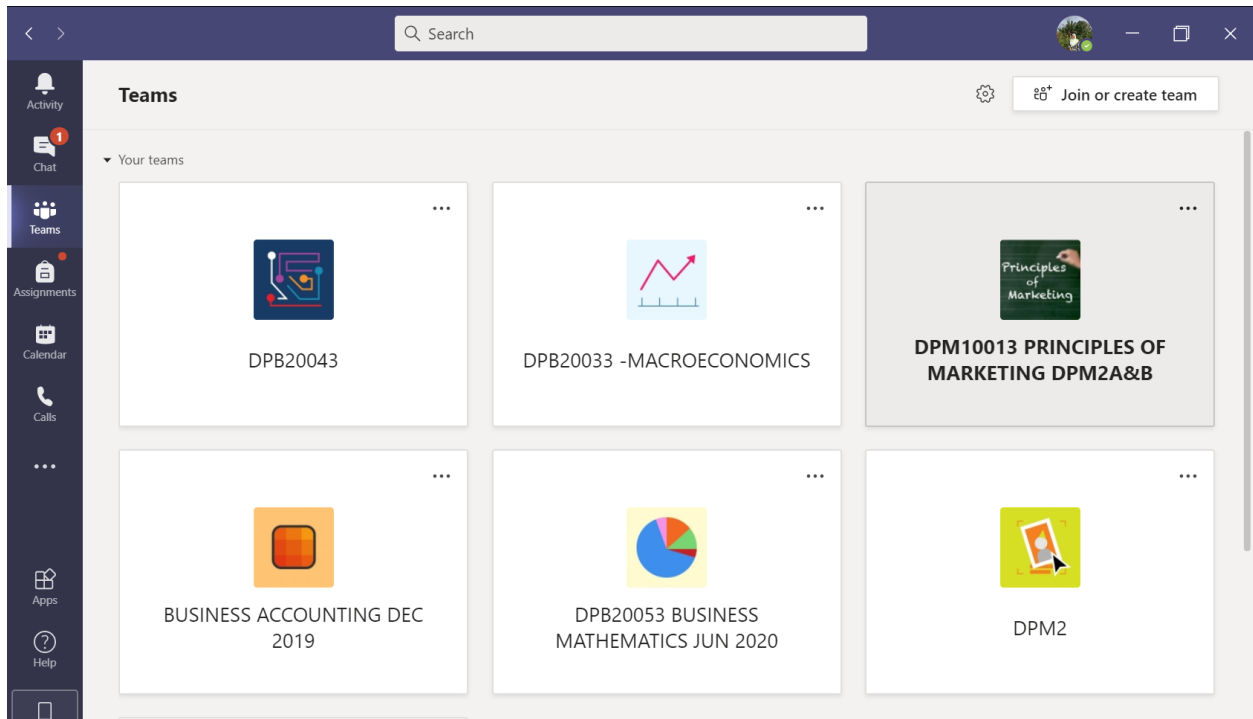 Search
Activity
Chat
1
Teams
Assignments
Calendar
Calls
Apps
Help
Teams
Join or create team
Your teams
DPB20043
DPB20033 -MACROECONOMICS
Principles
of
Marketing
DPM10013 PRINCIPLES OF
MARKETING DPM2A&B
BUSINESS ACCOUNTING DEC
2019
DPB20053 BUSINESS
MATHEMATICS JUN 2020
DPM2